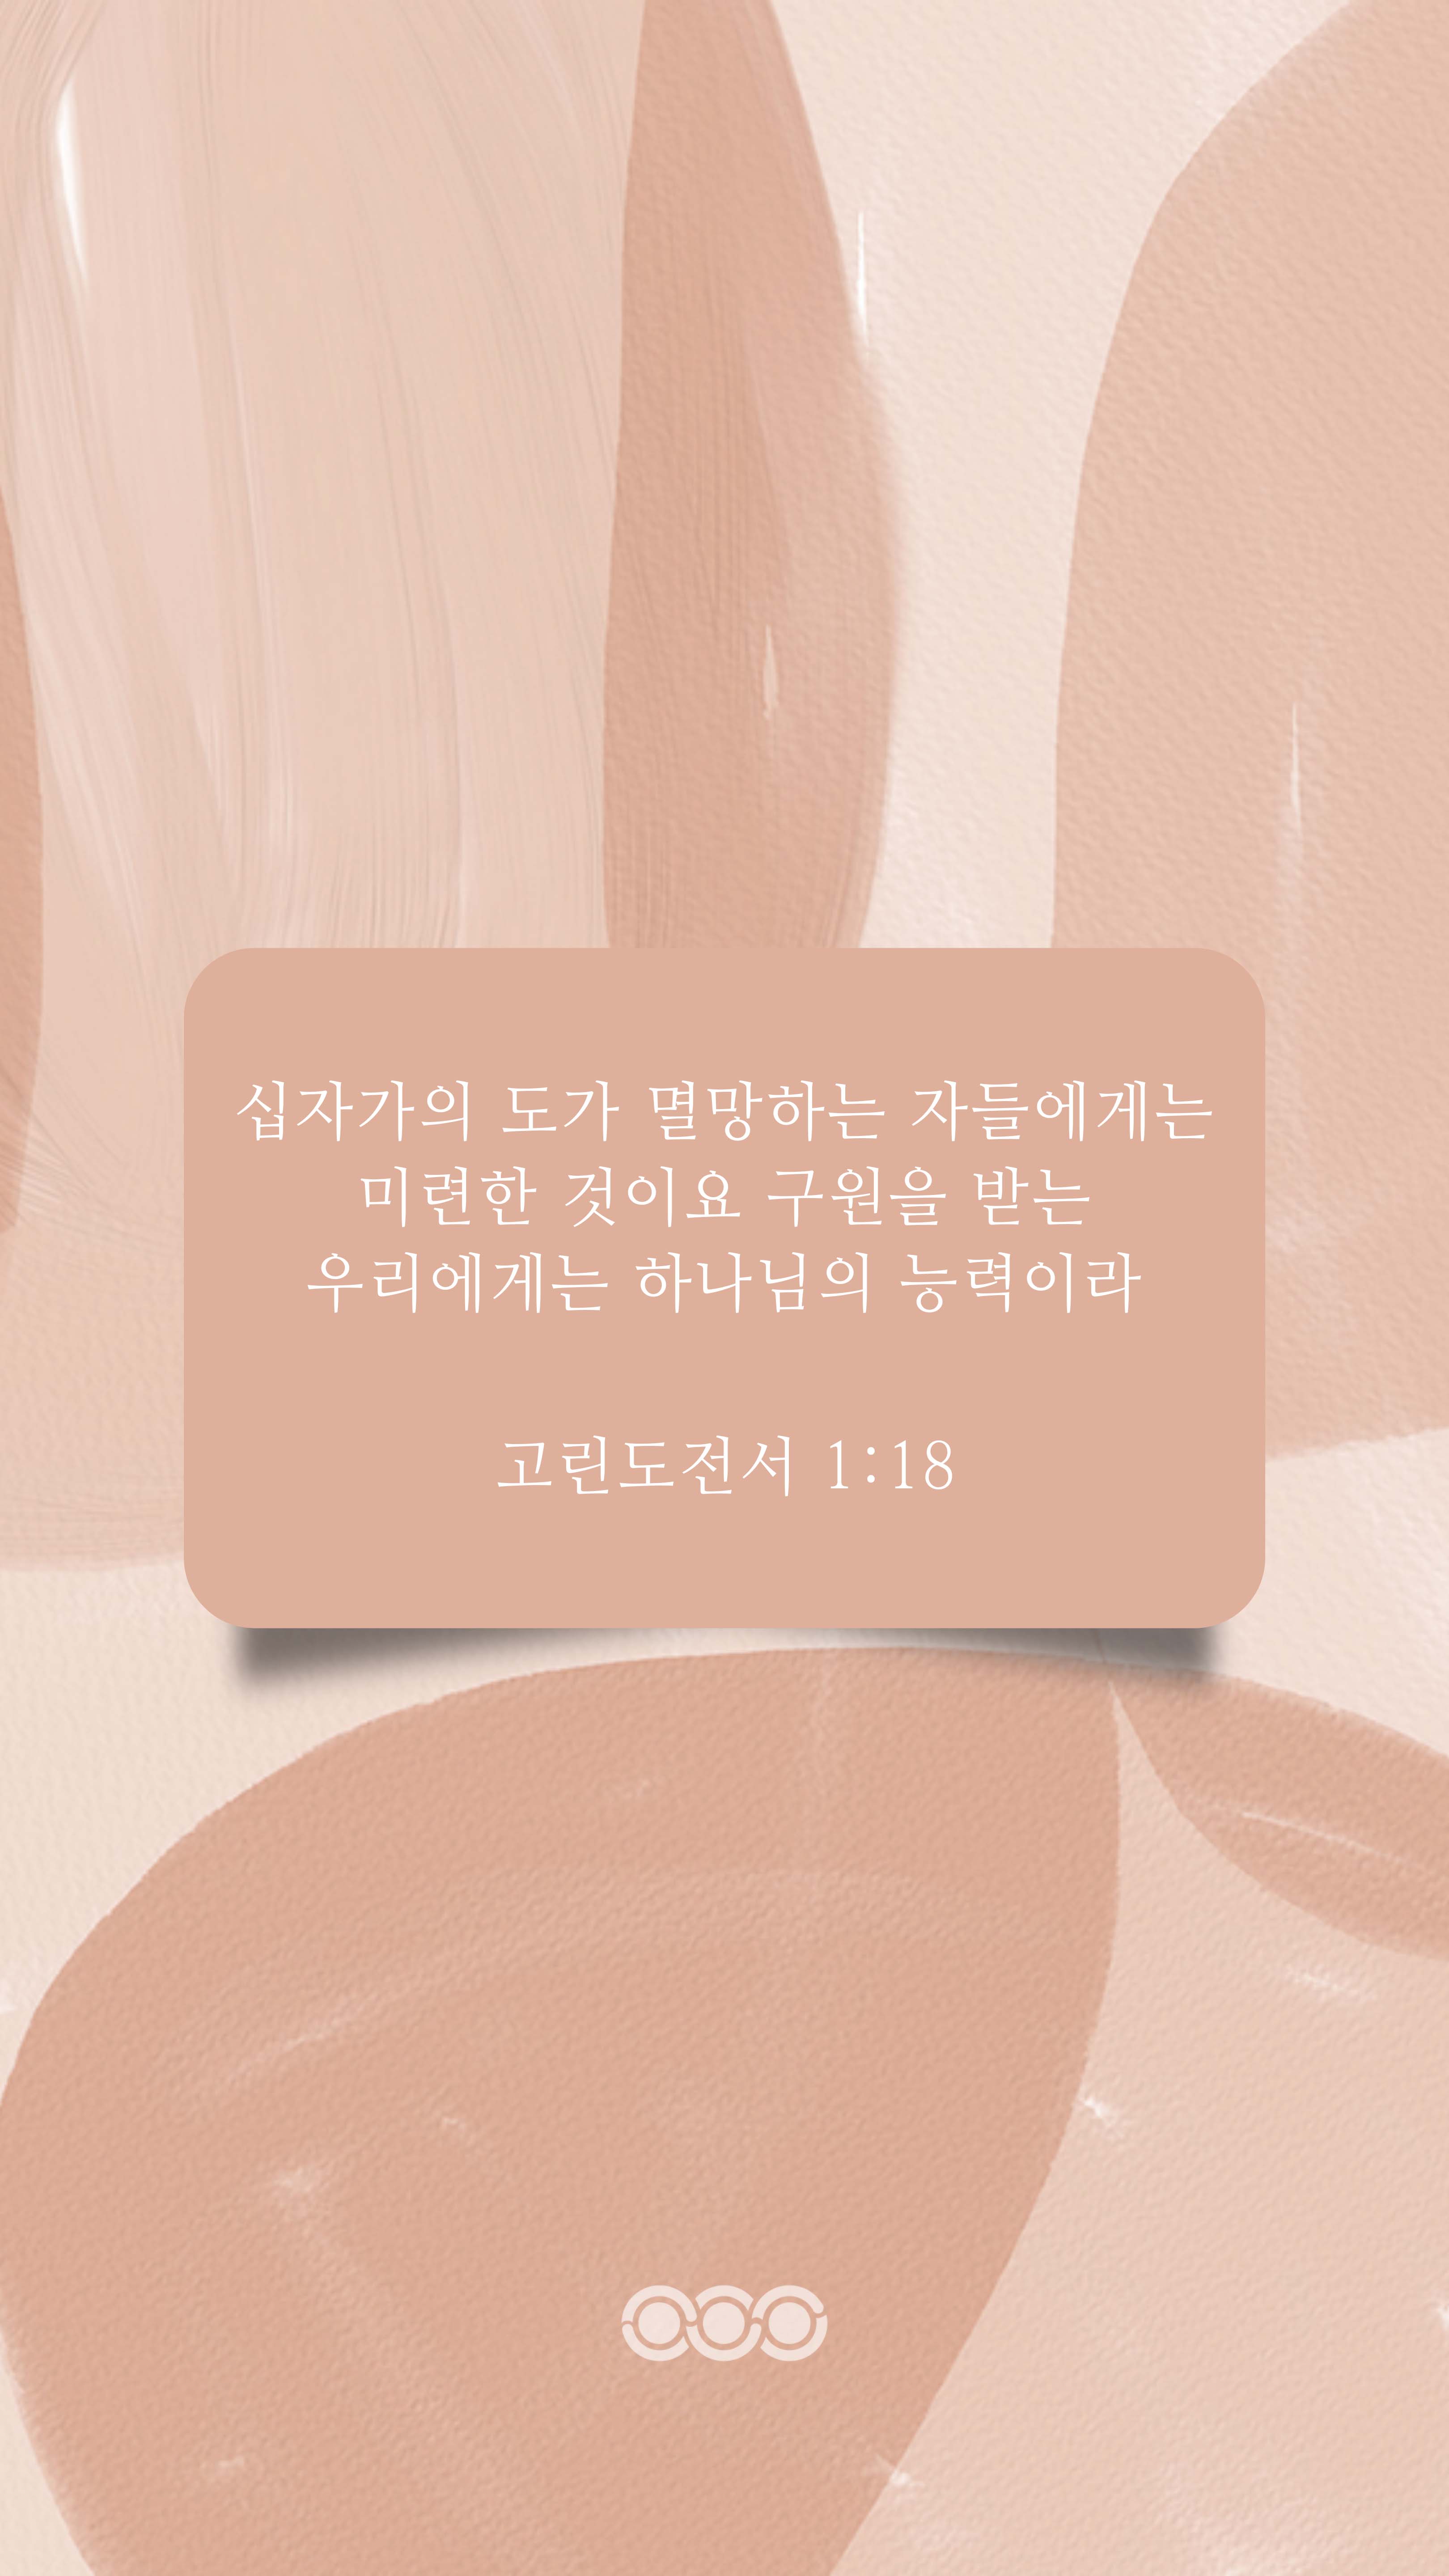 십자가의 도가 멸망하는 자들에게는
미련한 것이요 구원을 받는
우리에게는 하나님의 능력이라
고린도전서 1:18